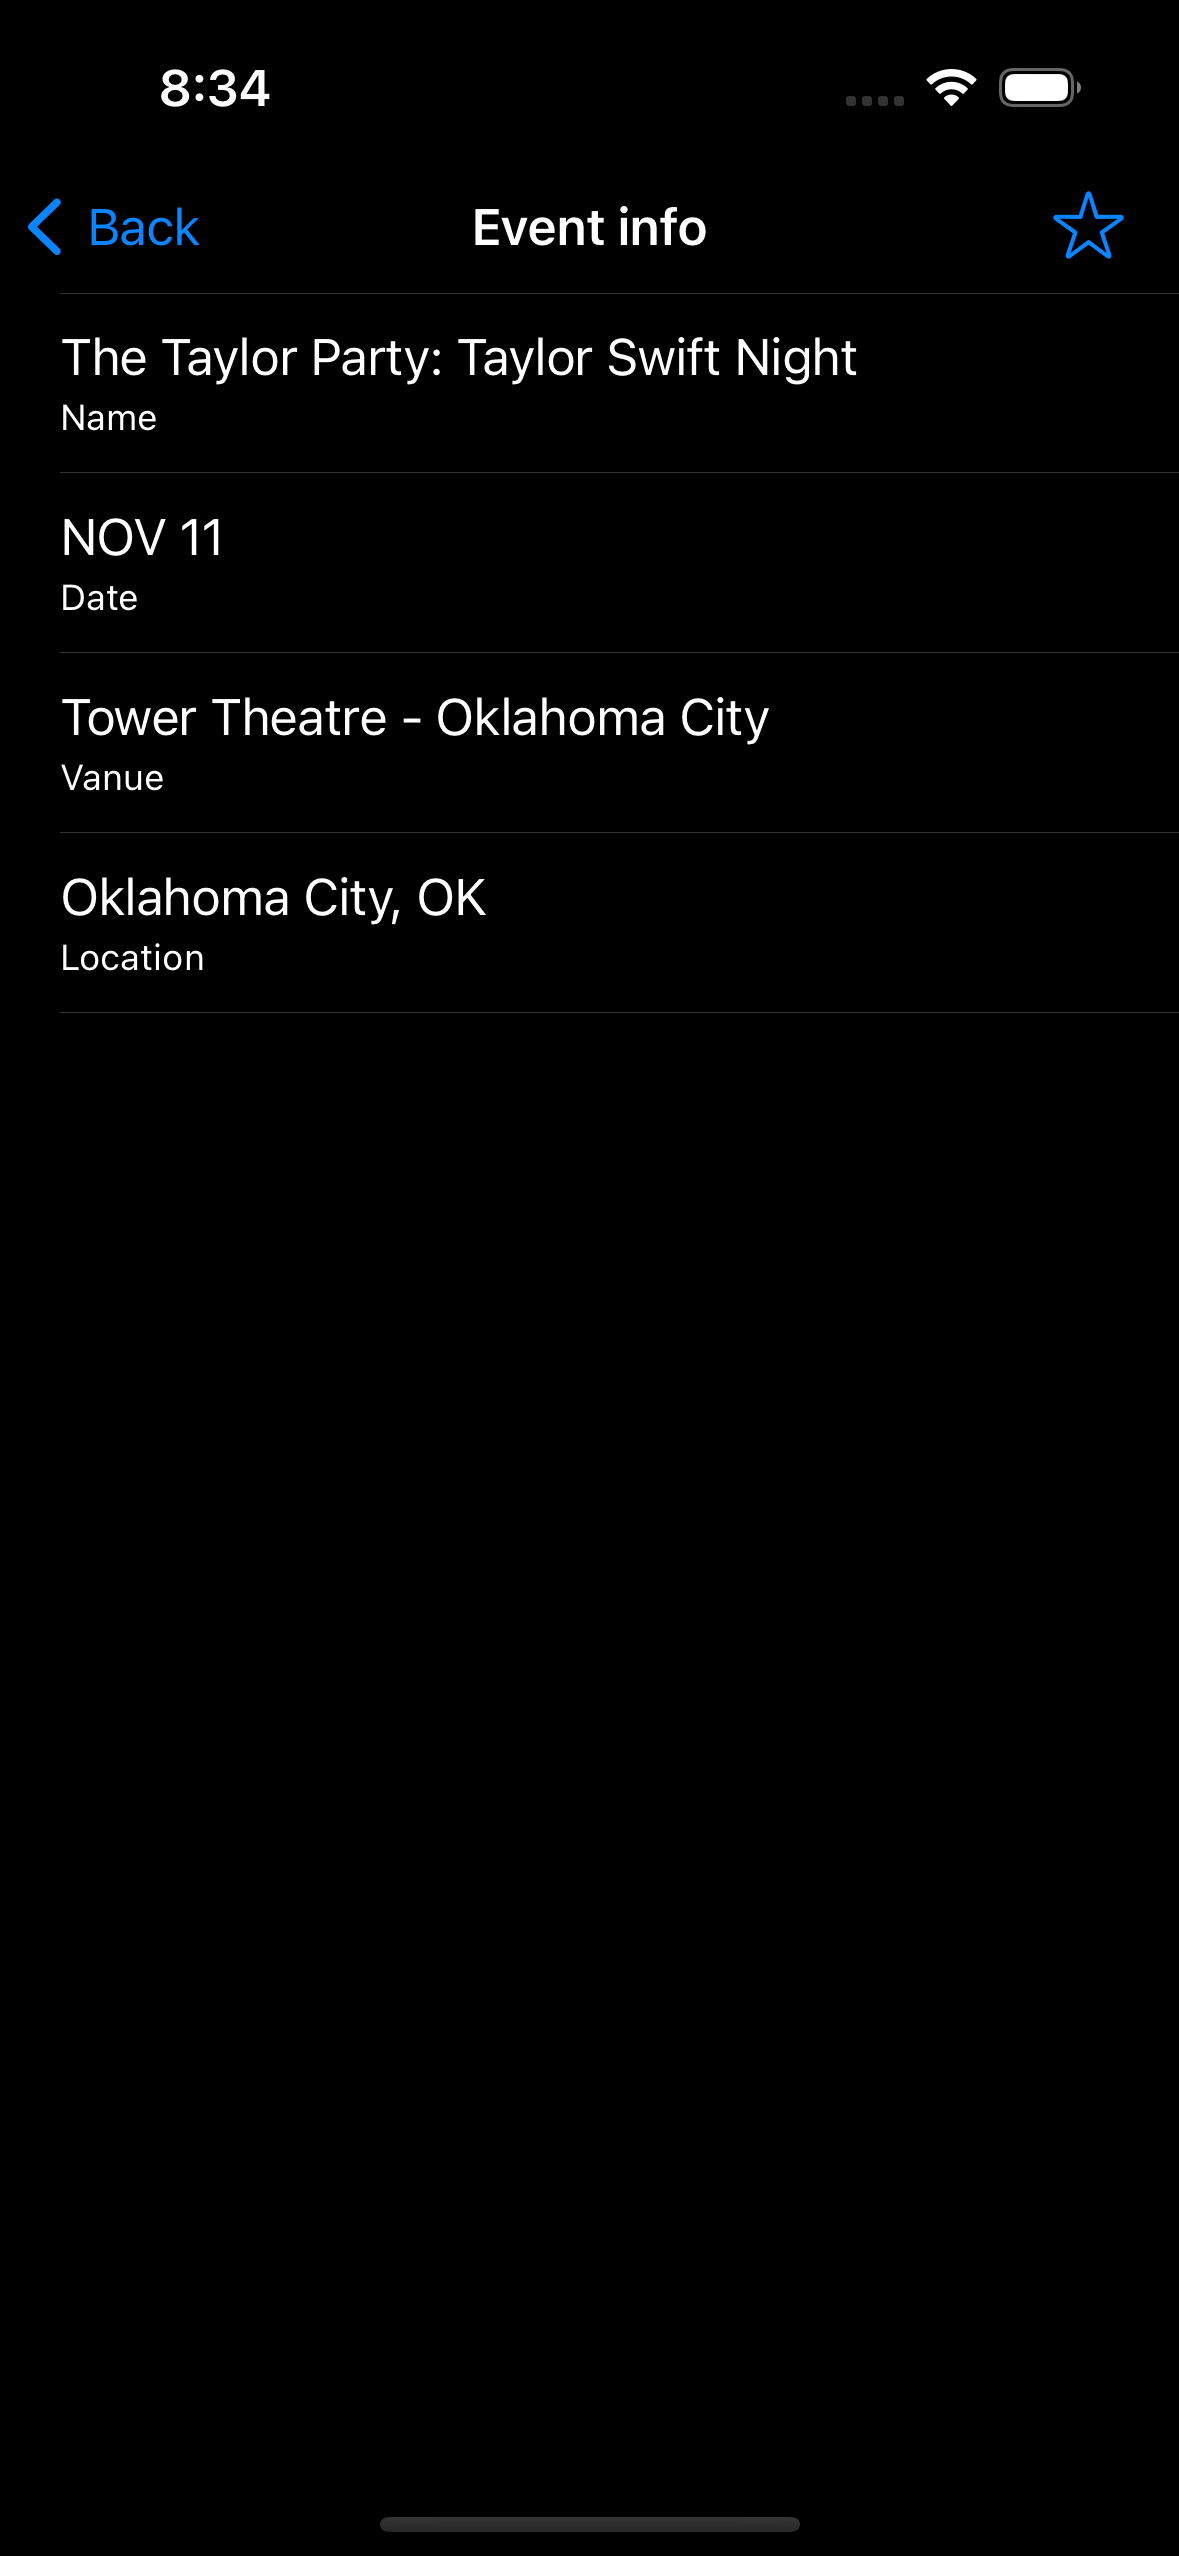 8:34
Back
Event info
The Taylor Party: Taylor Swift Night
Name
NOV 11
Date
Tower Theatre - Oklahoma City
Vanue
Oklahoma City, OK
Location